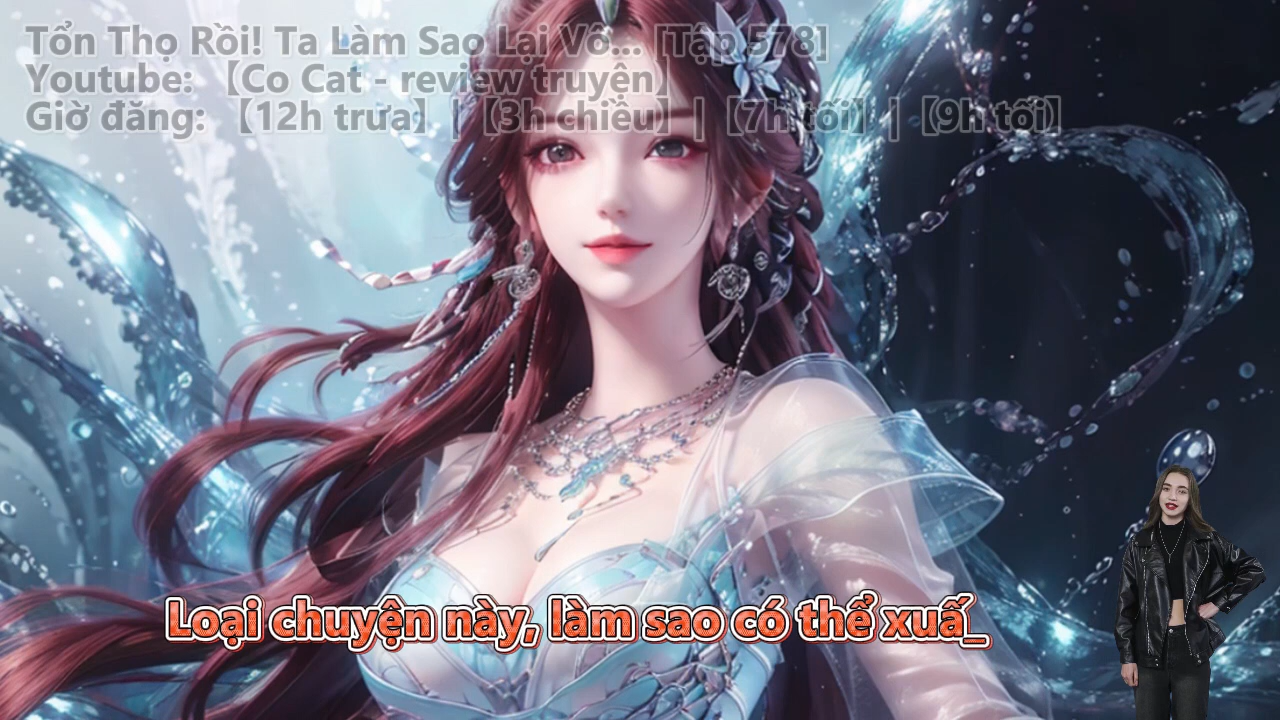 Tổn Thọ Rồi! Ta Làm Sao Lại Vô... [Tập 578]
Youtube: 【Co Cat - review truyện】
Giờ đăng: 【12h trưa】 | 【3h chiều】 | 【7h tối】 | 【9h tối】
Loại chuyện này, làm sao có thể xuấ_